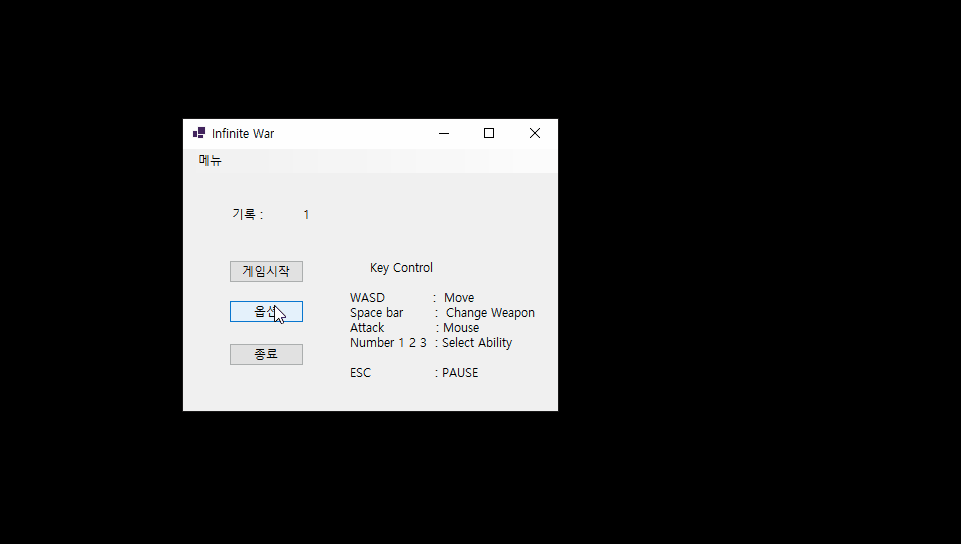 Infinite War
메뉴
기록 : 1
게임시작
옵션
종료
Key Control
WASD : Move
Space bar : Change Weapon
Attack : Mouse
Number 1 2 3 : Select Ability
ESC : PAUSE